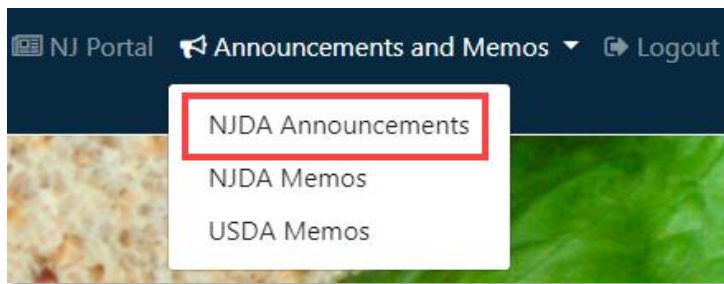 NJ Portal Announcements and Memos Logout
NJDA Announcements
NJDA Memos
USDA Memos